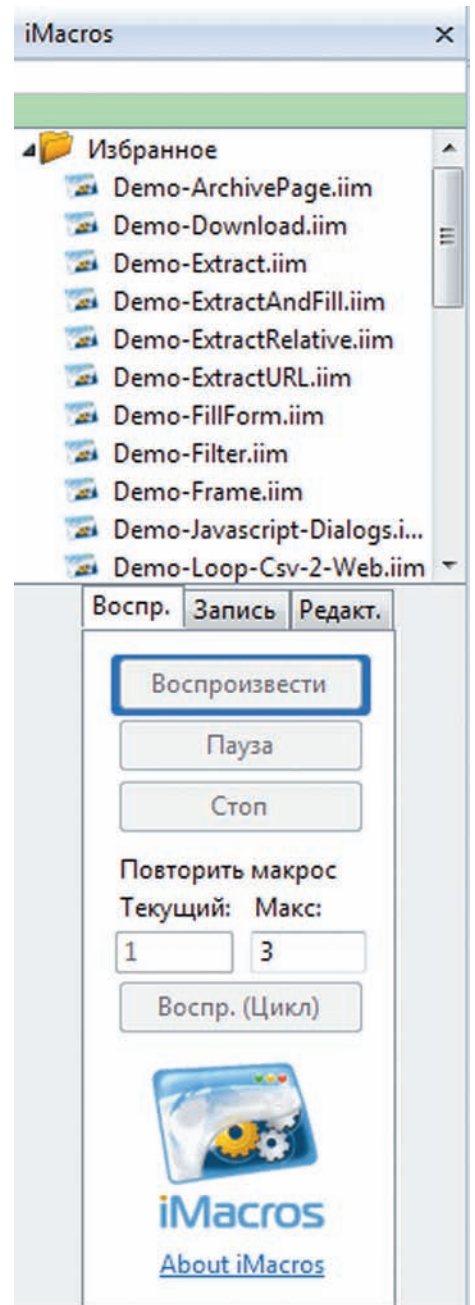 iMacros
Избранное
Demo-ArchivePage.iim
Demo-Download.iim
Demo-Extract.iim
Demo-ExtractAndFill.iim
Demo-ExtractRelative.iim
Demo-ExtractURL.iim
Demo-FillForm.iim
Demo-Filter.iim
Demo-Frame.iim
Demo-Javascript-Dialogs.i...
Demo-Loop-Csv-2-Web.iim
Воспр. Запись Редакт.
Воспроизвести
Пауза
Стоп
Повторить макрос
Текущий: Макс:
1 3
Воспр. (Цикл)
iMacros
About iMacros